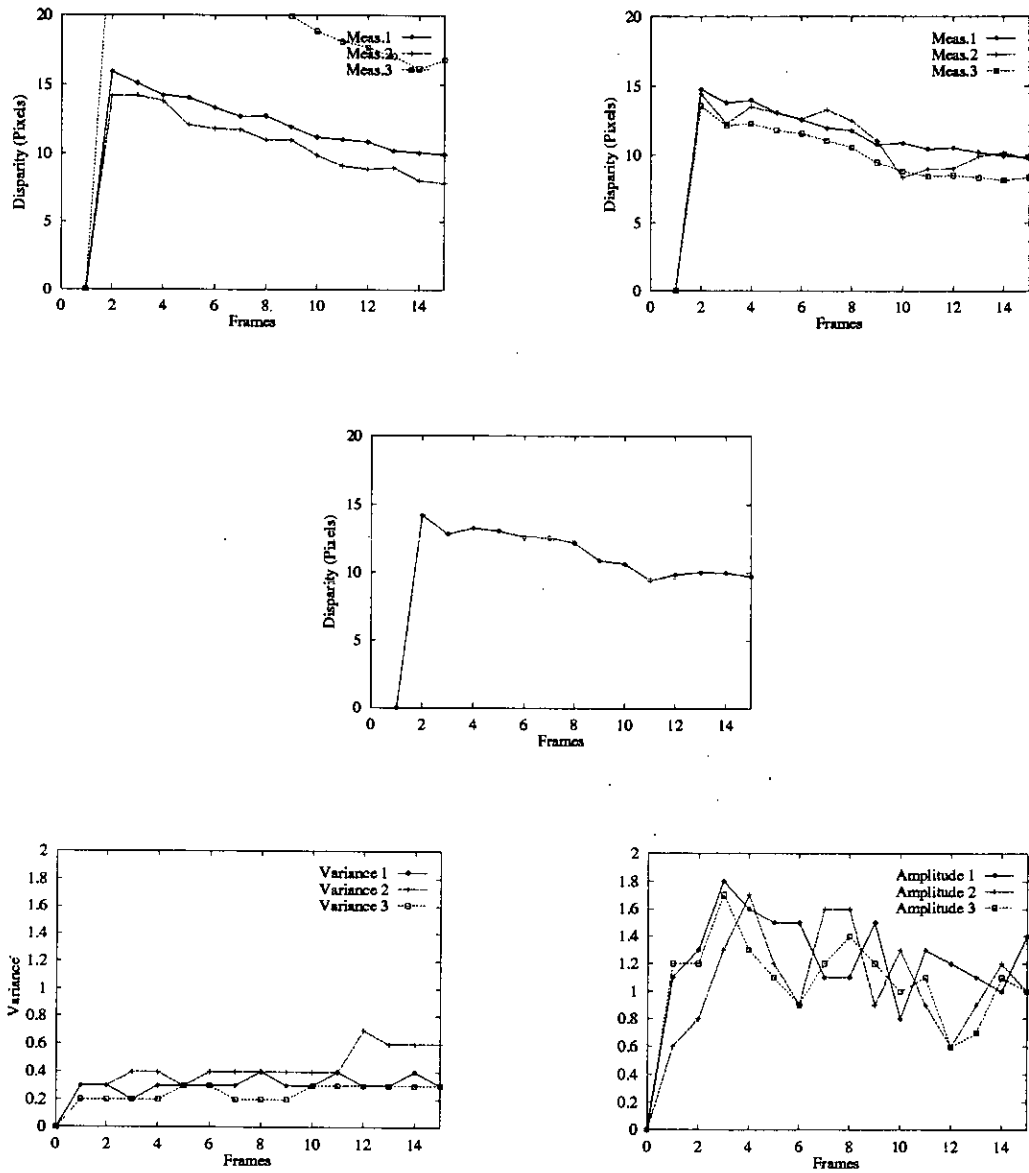 20
15
10
5
0
Disparity (Pixels)
Meas.1
Meas.2
Meas.3
0 2 4 6 8 10 12 14
Frames
20
15
10
5
0
Disparity (Pixels)
Meas.1
Meas.2
Meas.3
0 2 4 6 8 10 12 14
Frames
20
15
10
5
0
Disparity (Pixels)
0 2 4 6 8 10 12 14
Frames
2
1.8
1.6
1.4
1.2
1
0.8
0.6
0.4
0.2
0
Variance
Variance 1
Variance 2
Variance 3
0 2 4 6 8 10 12 14
Frames
2
1.8
1.6
1.4
1.2
1
0.8
0.6
0.4
0.2
0
Amplitude 1
Amplitude 2
Amplitude 3
0 2 4 6 8 10 12 14
Frames